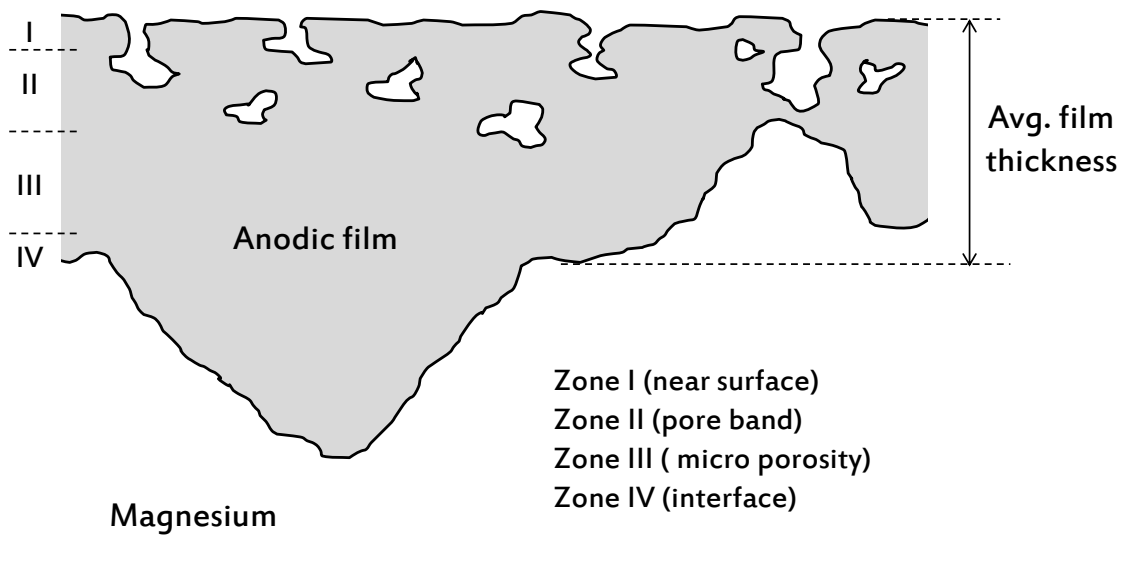 I
II
III
IV
Avg. film
thickness
Anodic film
Zone I (near surface)
Zone II (pore band)
Zone III ( micro porosity)
Zone IV (interface)
Magnesium